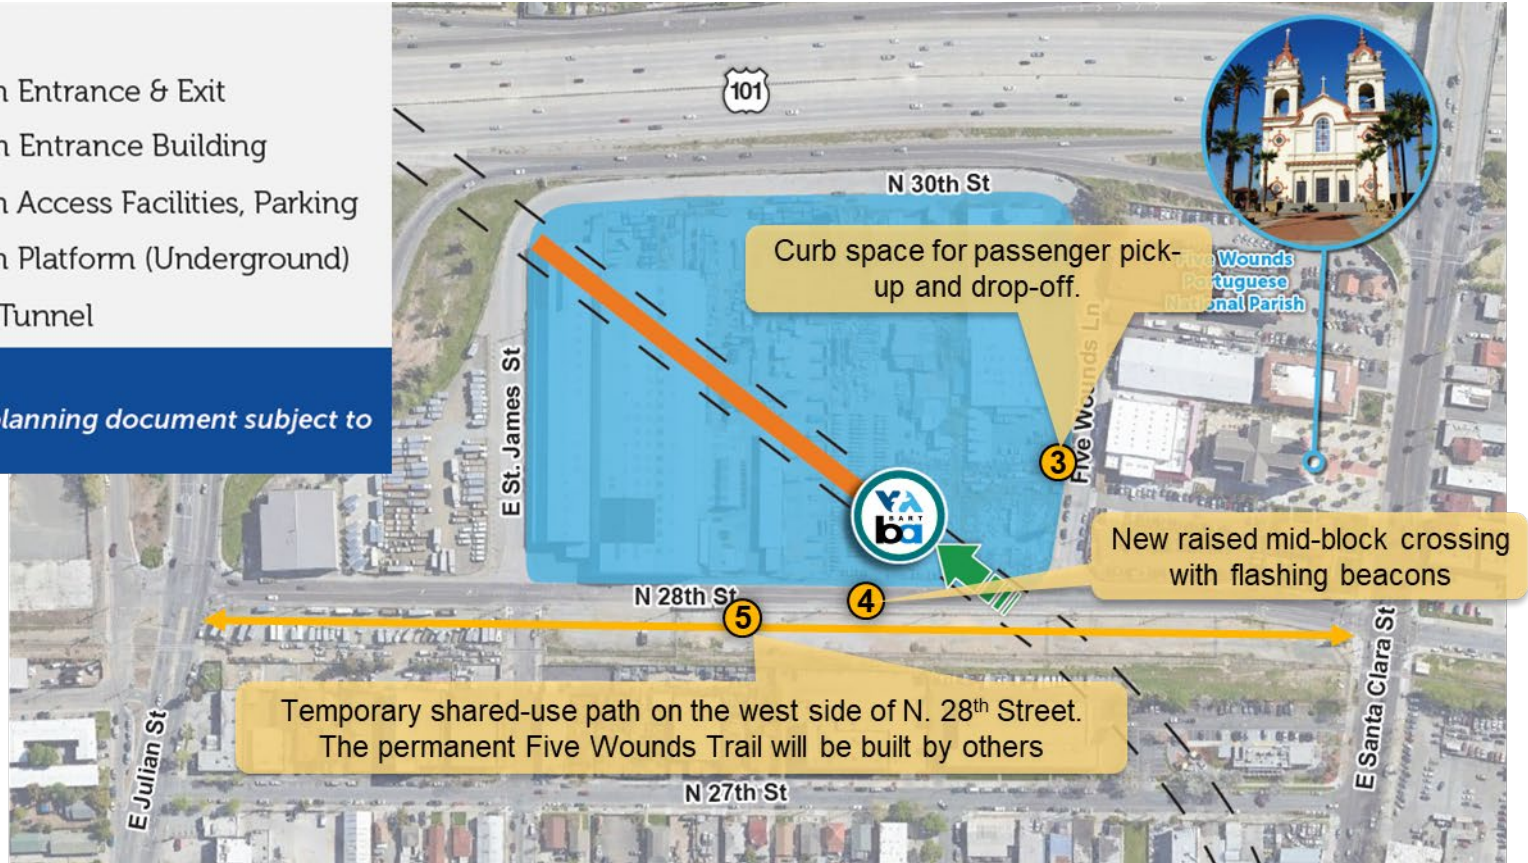 n Entrance & Exit
n Entrance Building
n Access Facilities, Parking
n Platform (Underground)
Tunnel
planning document subject to
101
N 30th St
Curb space for passenger pick-
up and drop-off.
Five Wounds
Portuguese
National Parish
E St. James St
Five Wounds Ln
3
VTA
BART
ba
New raised mid-block crossing
with flashing beacons
N 28th St
4
5
Temporary shared-use path on the west side of N. 28th Street.
The permanent Five Wounds Trail will be built by others
E Julian St
N 27th St
E Santa Clara St